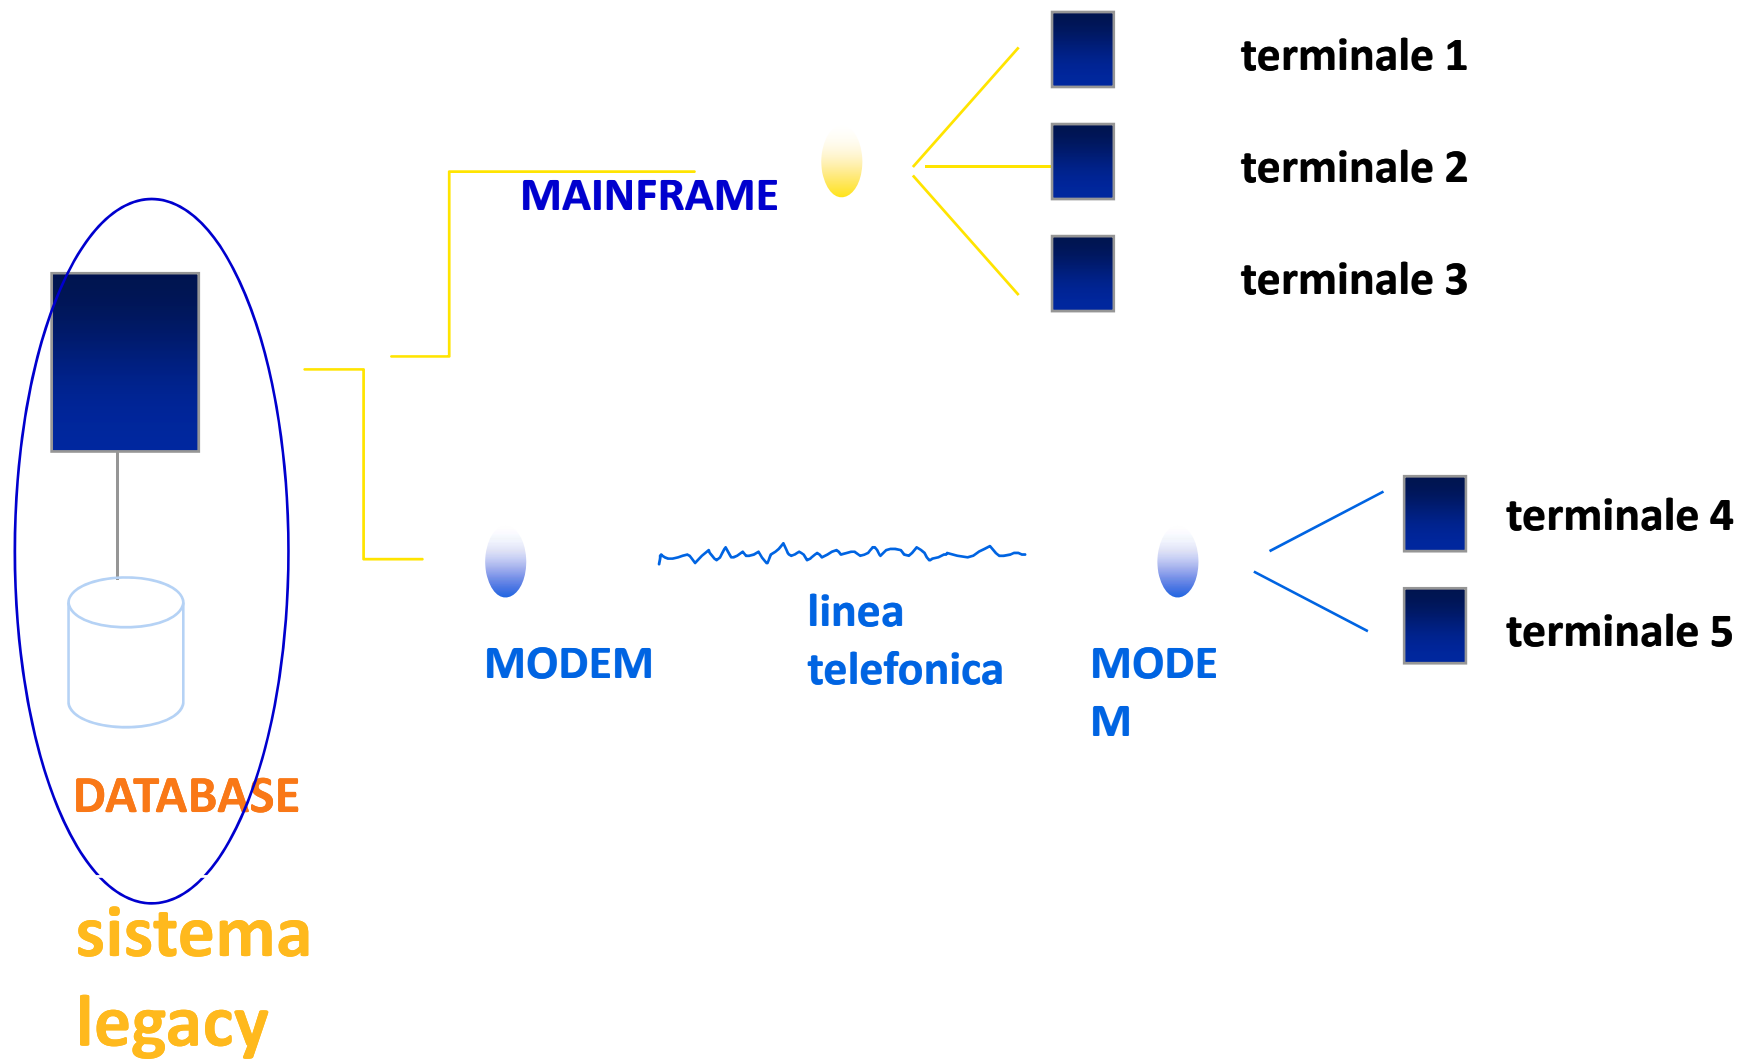 terminale 1
terminale 2
MAINFRAME
terminale 3
terminale 4
linea
telefonica
terminale 5
MODEM
MODE
M
DATABASE
sistema
legacy